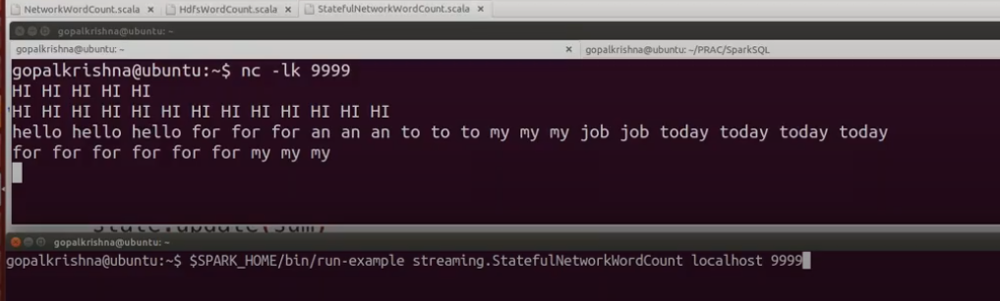 NetworkWordCount.scala × HdfsWordCount.scala × StatefulNetworkWordCount.scala ×
gopalkrishna@ubuntu: ~
gopalkrishna@ubuntu: ~ × gopalkrishna@ubuntu: ~/PRAC/SparkSQL
gopalkrishna@ubuntu:~$ nc -lk 9999
HI HI HI HI HI
HI HI HI HI HI HI HI HI HI HI HI HI HI
hello hello hello for for for an an an to to to my my my job job today today today today
for for for for for for my my my
state.update(sum)
gopalkrishna@ubuntu: ~
gopalkrishna@ubuntu:~$ $SPARK_HOME/bin/run-example streaming.StatefulNetworkWordCount localhost 9999